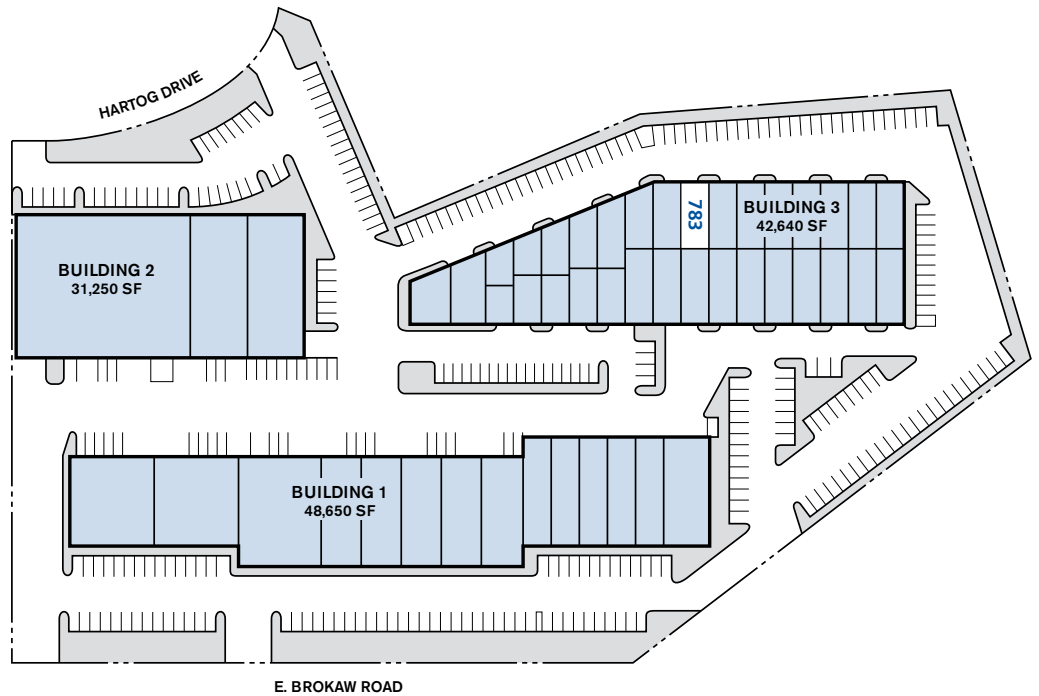 HARTOG DRIVE
783
BUILDING 3
42,640 SF
BUILDING 2
31,250 SF
BUILDING 1
48,650 SF
E. BROKAW ROAD